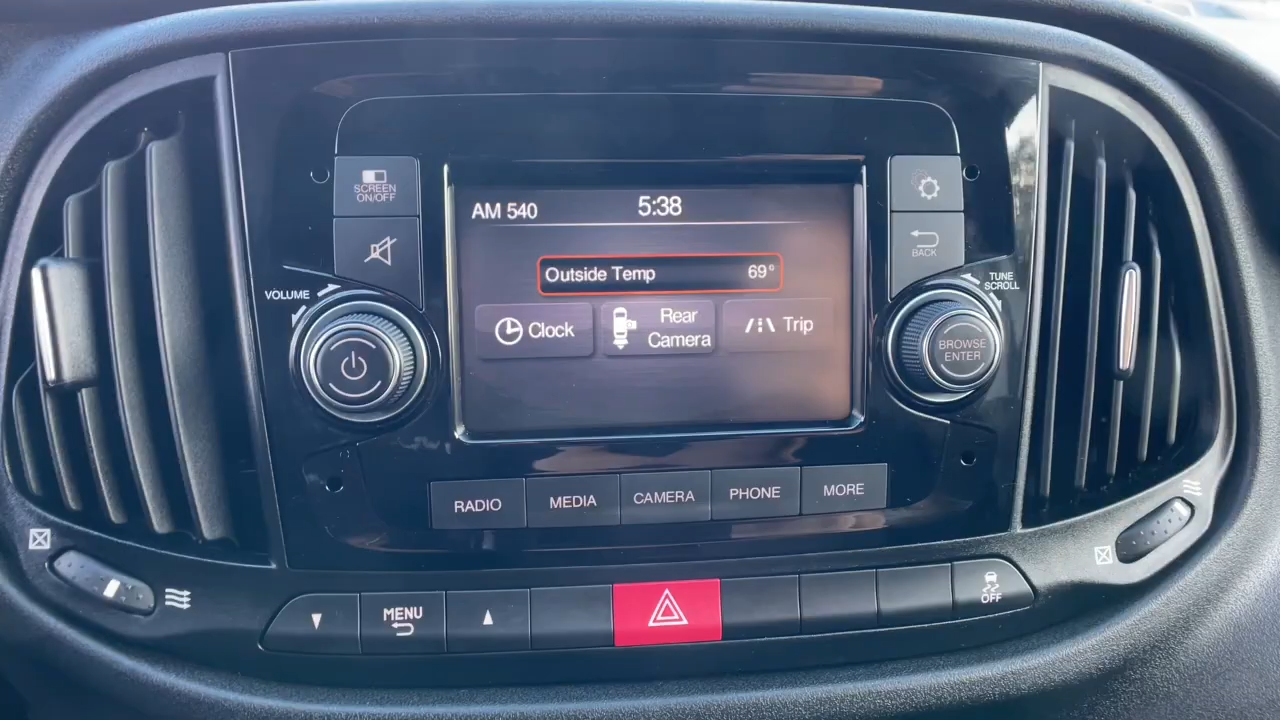 SCREEN
ON/OFF
AM 540
5:38
BACK
VOLUME
TUNE
SCROLL
Outside Temp 69°
Clock
Rear
Camera
Trip
BROWSE
ENTER
RADIO
MEDIA
CAMERA
PHONE
MORE
MENU
OFF